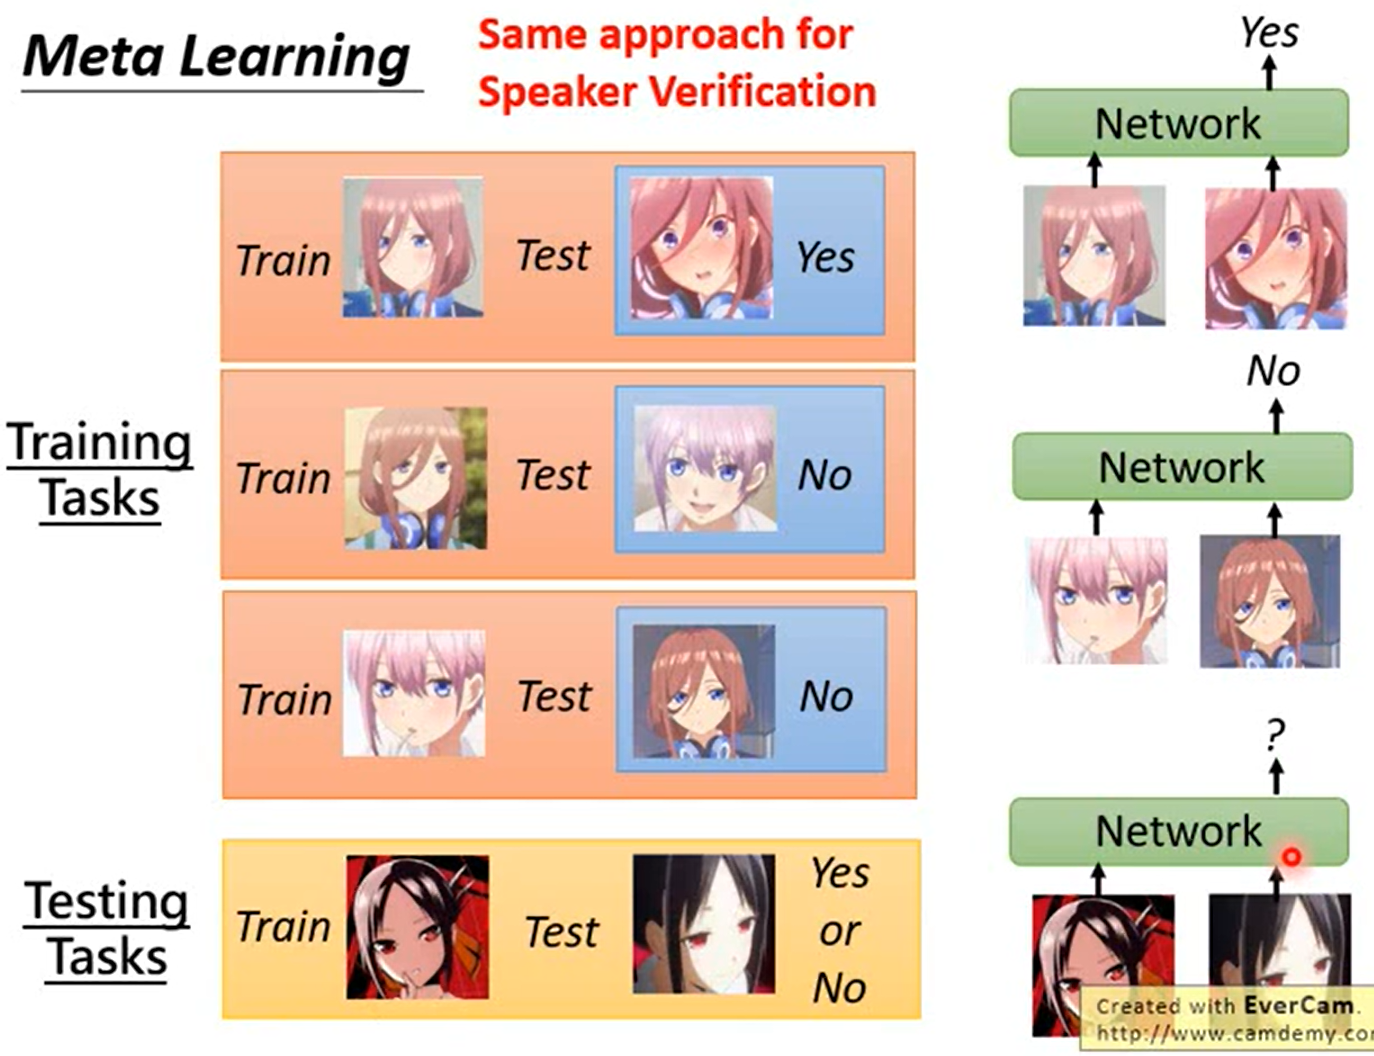 Meta Learning
Same approach for
Speaker Verification
Training
Tasks
Train
Test
Yes
Train
Test
No
Train
Test
No
Testing
Tasks
Train
Test
Yes
or
No
Yes
Network
No
Network
?
Network
Created with EverCam.
http://www.camdemy.co